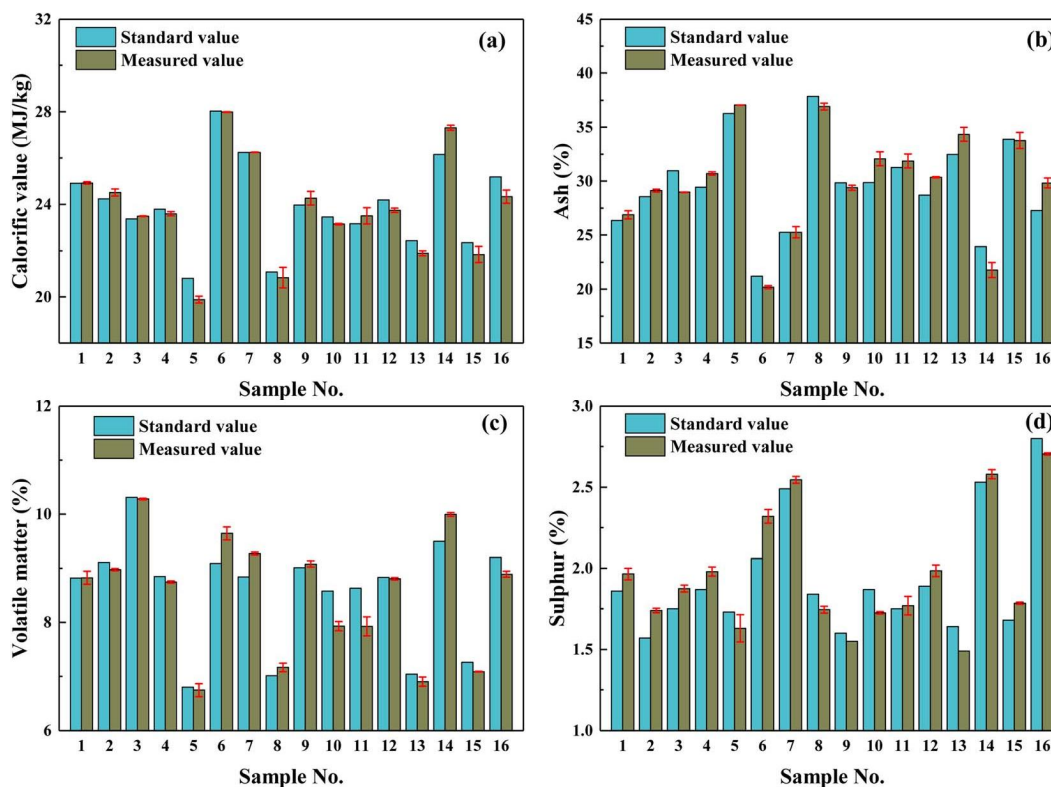 32
28
24
20
Calorific value (MJ/kg)
Standard value
Measured value
(a)
1 2 3 4 5 6 7 8 9 10 11 12 13 14 15 16
Sample No.
45
40
35
30
25
20
15
Ash (%)
Standard value
Measured value
(b)
1 2 3 4 5 6 7 8 9 10 11 12 13 14 15 16
Sample No.
12
10
8
6
Volatile matter (%)
Standard value
Measured value
(c)
1 2 3 4 5 6 7 8 9 10 11 12 13 14 15 16
Sample No.
3.0
2.5
2.0
1.5
1.0
Sulphur (%)
Standard value
Measured value
(d)
1 2 3 4 5 6 7 8 9 10 11 12 13 14 15 16
Sample No.